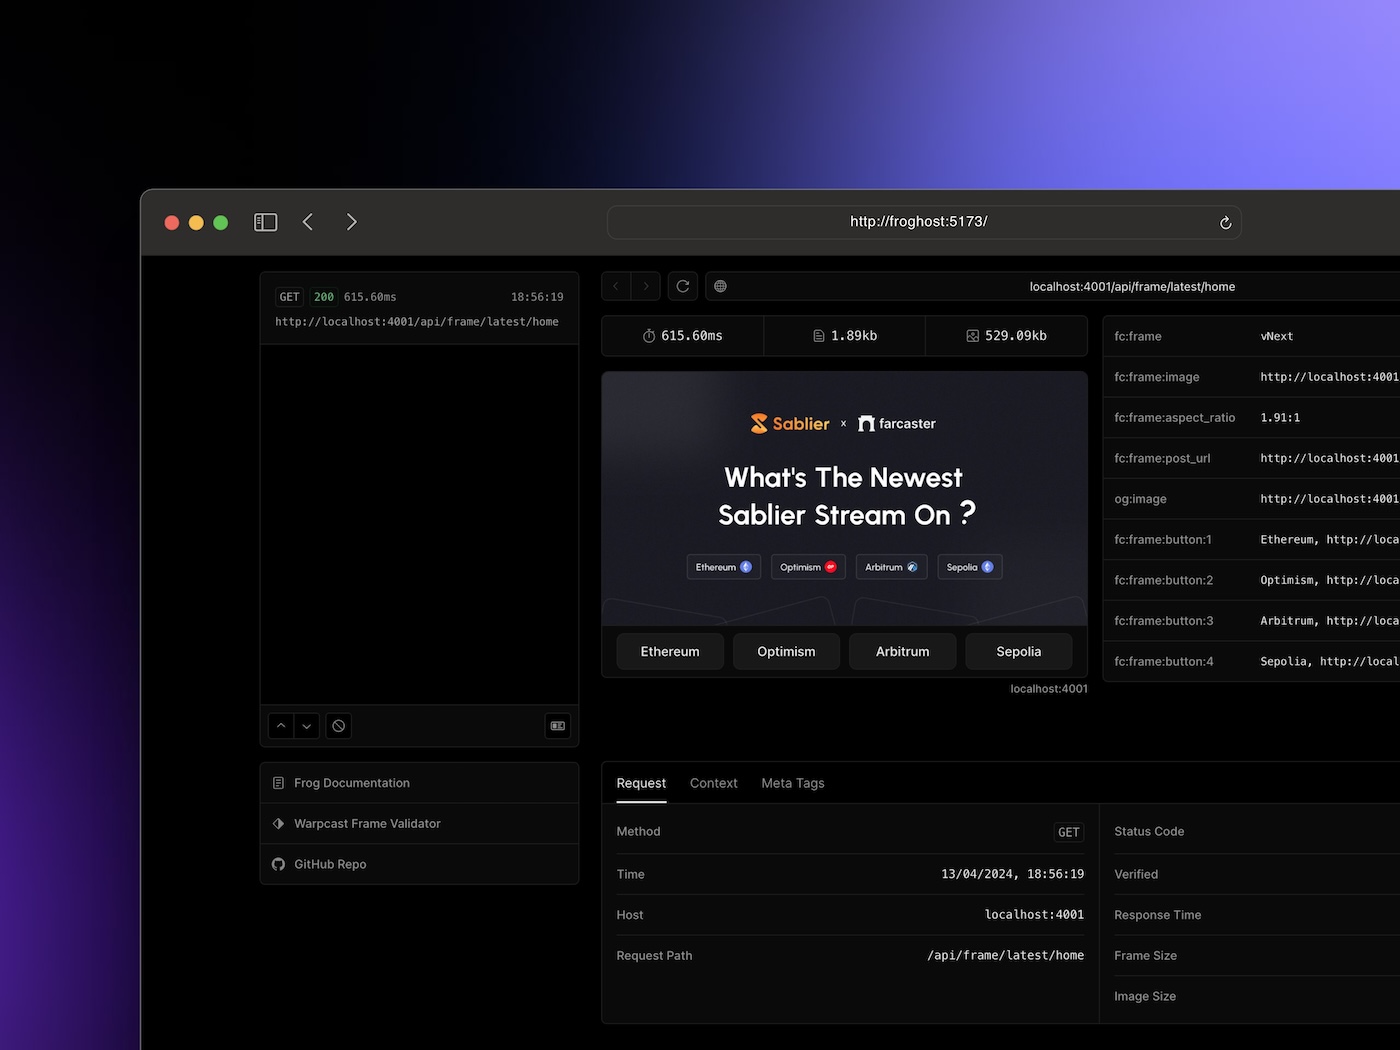 http://froghost:5173/
GET 200 615.60ms 18:56:19
http://localhost:4001/api/frame/latest/home
localhost:4001/api/frame/latest/home
615.60ms 1.89kb 529.09kb
Sablier x farcaster
What's The Newest
Sablier Stream On ?
Ethereum Optimism OP Arbitrum Sepolia
Ethereum Optimism Arbitrum Sepolia
localhost:4001
fc:frame vNext
fc:frame:image http://localhost:4001
fc:frame:aspect_ratio 1.91:1
fc:frame:post_url http://localhost:4001
og:image http://localhost:4001
fc:frame:button:1 Ethereum, http://loca
fc:frame:button:2 Optimism, http://loca
fc:frame:button:3 Arbitrum, http://loca
fc:frame:button:4 Sepolia, http://local
Frog Documentation
Warpcast Frame Validator
GitHub Repo
Request Context Meta Tags
Method GET
Time 13/04/2024, 18:56:19
Host localhost:4001
Request Path /api/frame/latest/home
Status Code
Verified
Response Time
Frame Size
Image Size